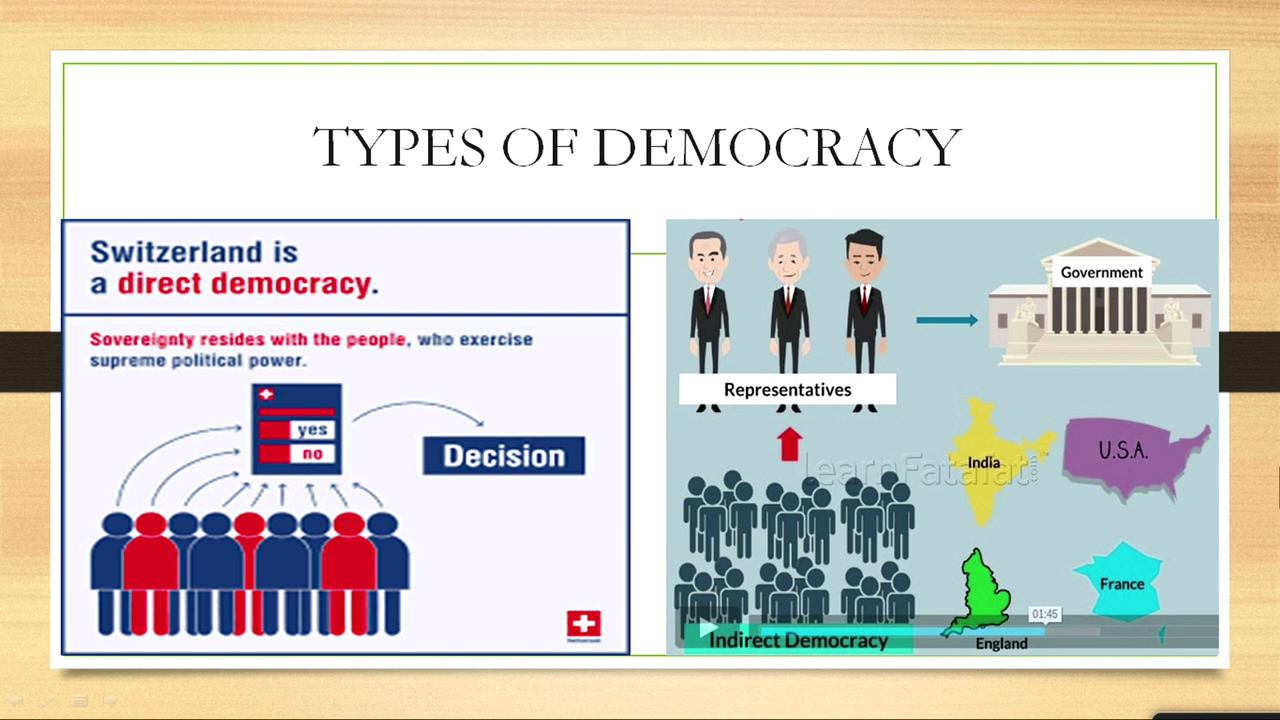 TYPES OF DEMOCRACY
Switzerland is
a direct democracy.
Sovereignty resides with the people, who exercise
supreme political power.
yes
no
Decision
Government
Representatives
India
U.S.A.
LearnFatafat
France
01:45
Indirect Democracy
England